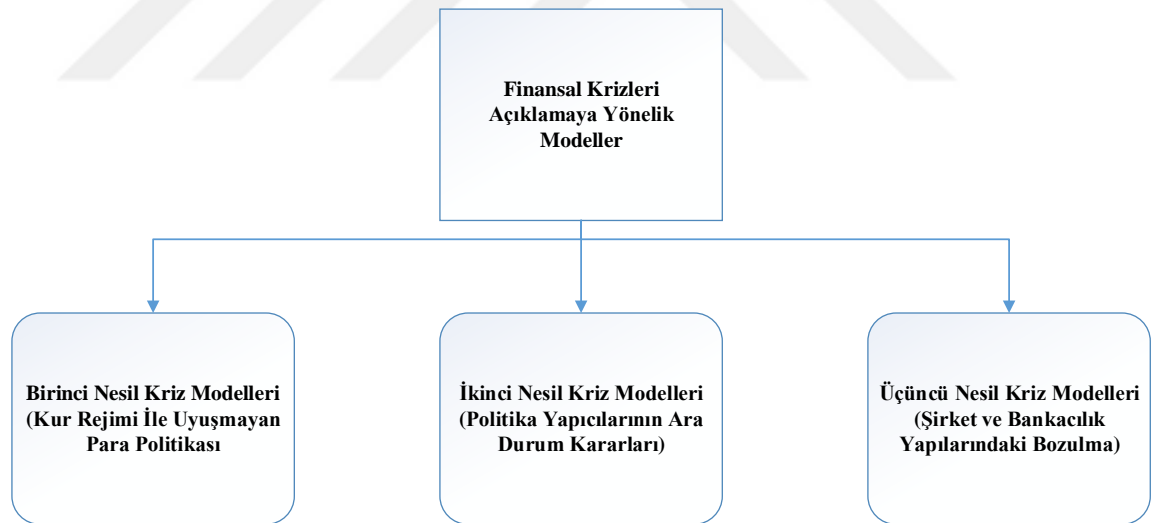 Finansal Krizleri
Açıklamaya Yönelik
Modeller
Birinci Nesil Kriz Modelleri
(Kur Rejimi İle Uyuşmayan
Para Politikası
İkinci Nesil Kriz Modelleri
(Politika Yapıcılarının Ara
Durum Kararları)
Üçüncü Nesil Kriz Modelleri
(Şirket ve Bankacılık
Yapılarındaki Bozulma)